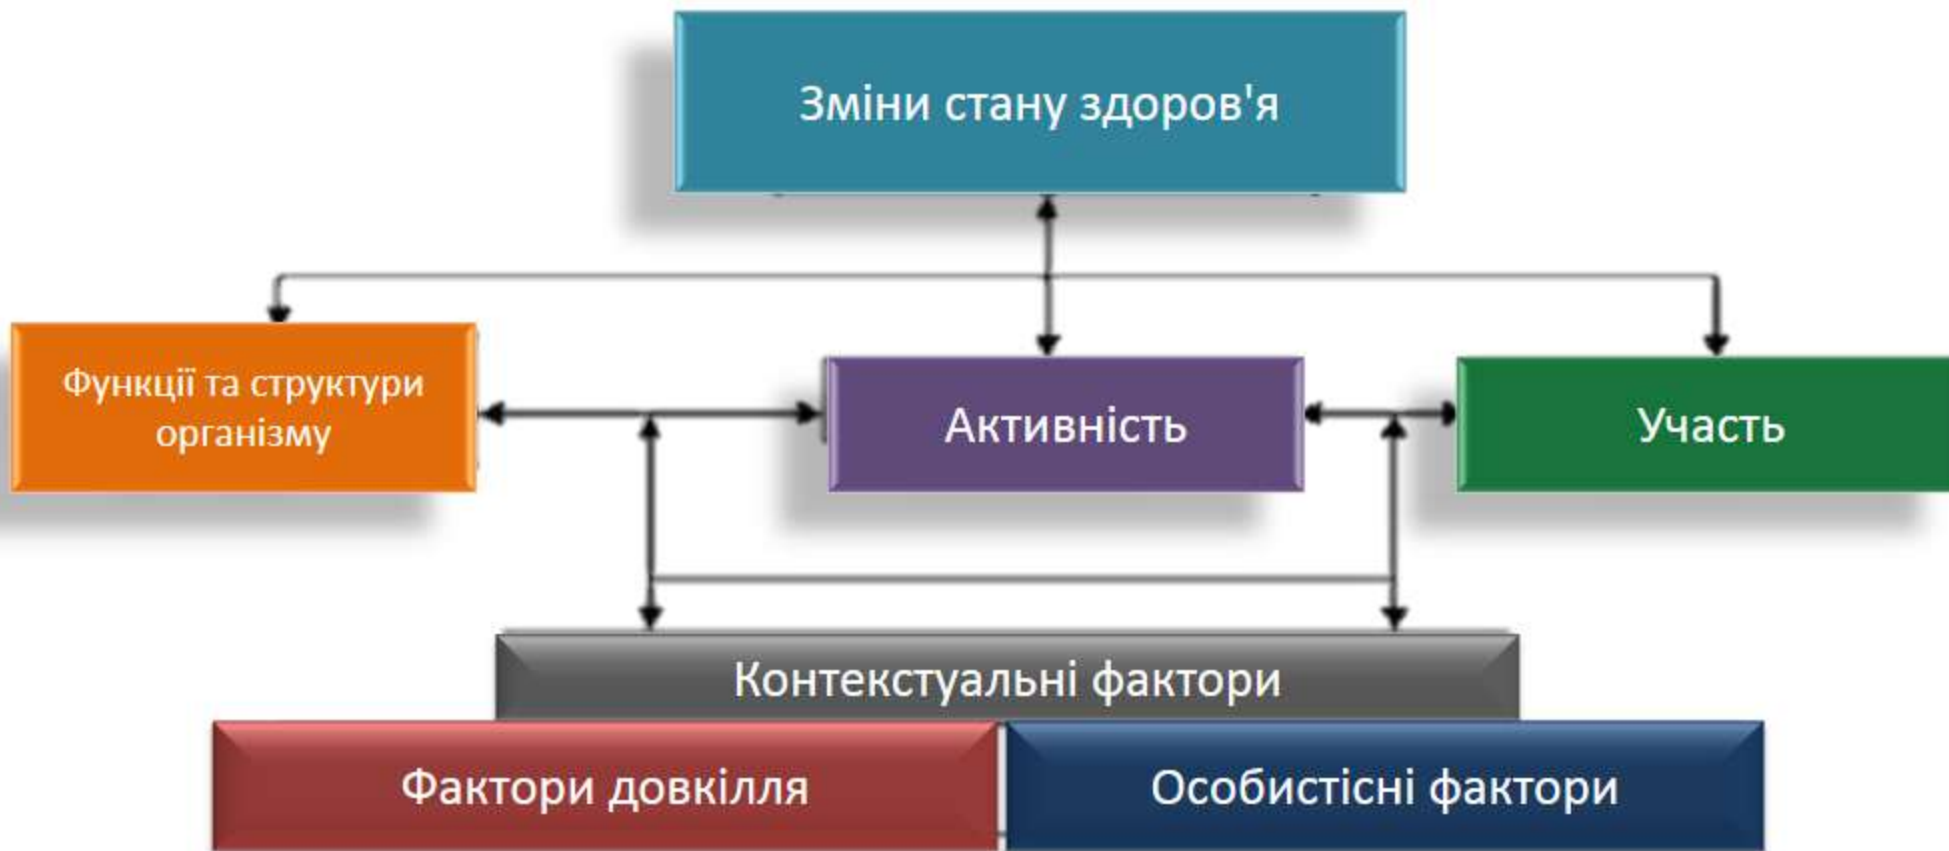 Зміни стану здоров'я
Функції та структури
організму
Активність
Участь
Контекстуальні фактори
Фактори довкілля
Особистісні фактори